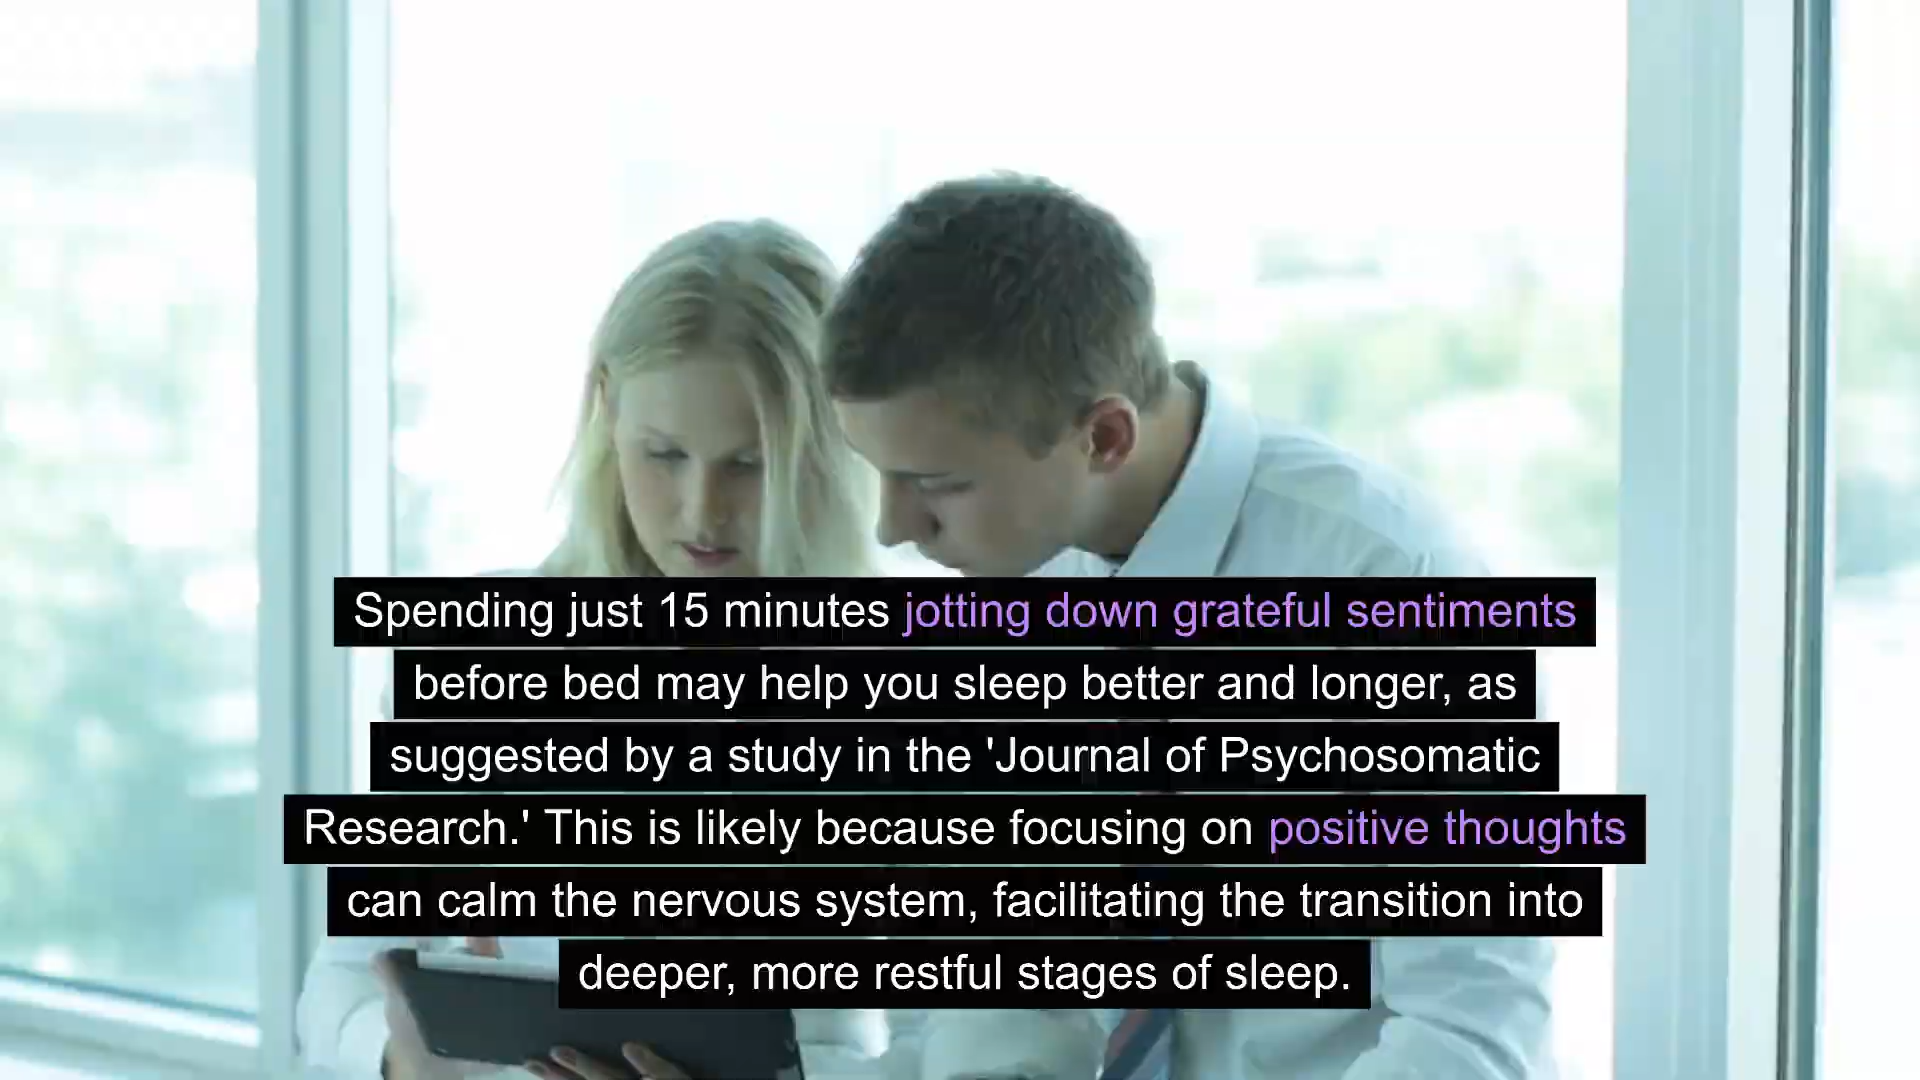 Spending just 15 minutes jotting down grateful sentiments
before bed may help you sleep better and longer, as
suggested by a study in the 'Journal of Psychosomatic
Research.' This is likely because focusing on positive thoughts
can calm the nervous system, facilitating the transition into
deeper, more restful stages of sleep.